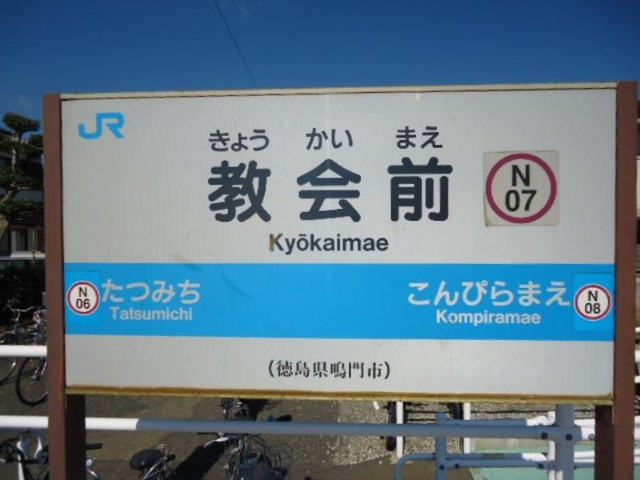 JR
きょう かい まえ
教会前
N
07
Kyōkaimae
N
06
たつみち
Tatsumichi
こんぴらまえ
Kompiramae
N
08
(徳島県鳴門市)